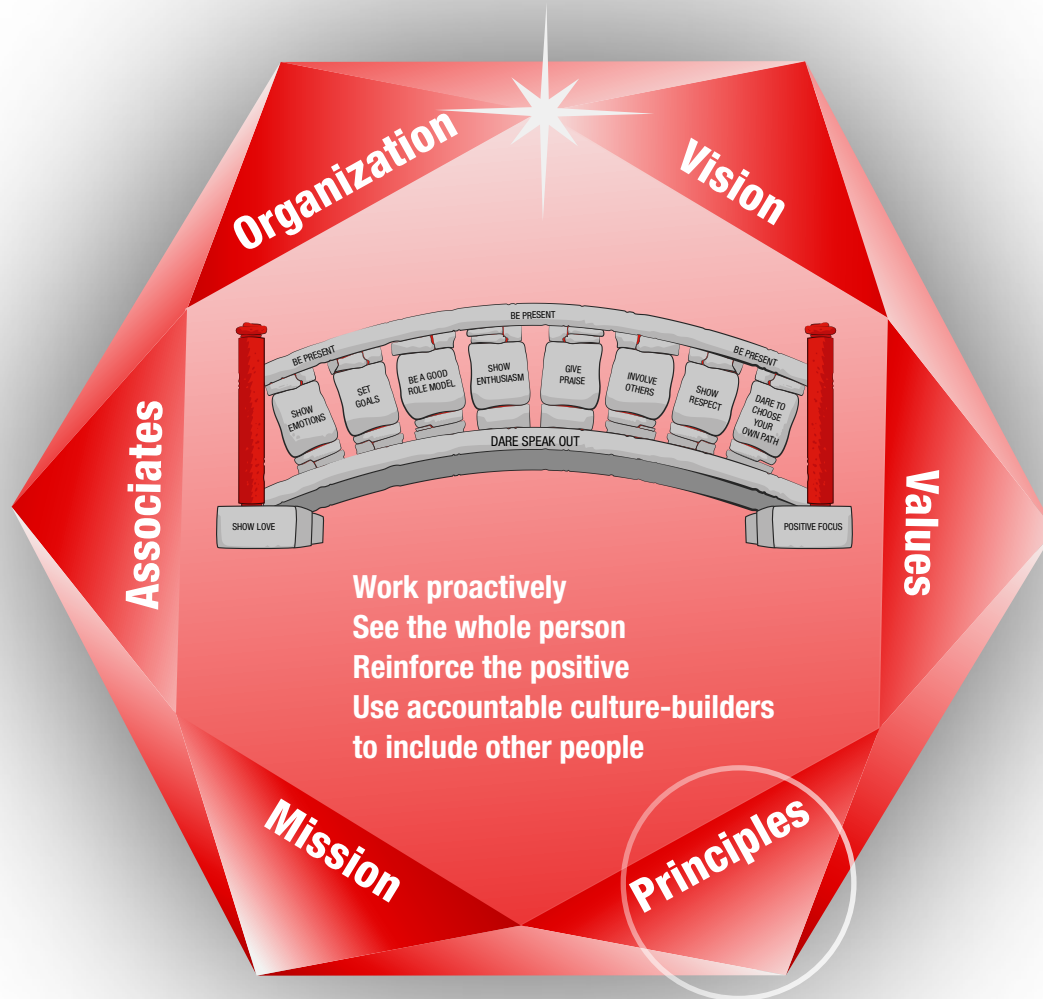 Organization
Vision
BE PRESENT
BE PRESENT
BE PRESENT
SHOW
EMOTIONS
SET
GOALS
BE A GOOD
ROLE MODEL
SHOW
ENTHUSIASM
GIVE
PRAISE
INVOLVE
OTHERS
SHOW
RESPECT
DARE TO
CHOOSE
YOUR
OWN PATH
DARE SPEAK OUT
SHOW LOVE
POSITIVE FOCUS
Associates
Values
Work proactively
See the whole person
Reinforce the positive
Use accountable culture-builders
to include other people
Mission
Principles